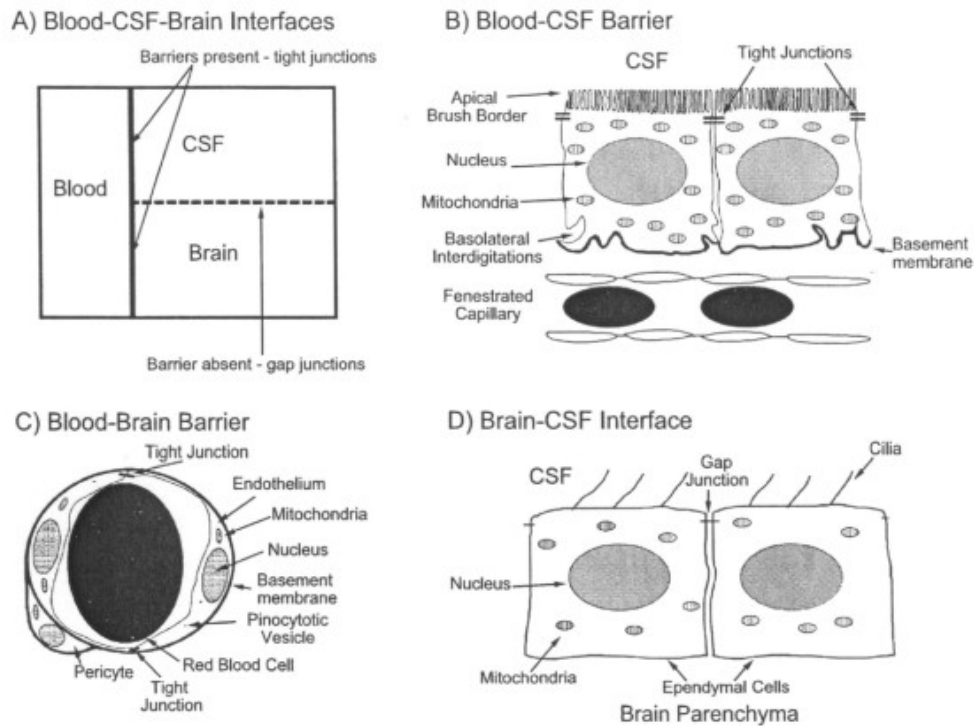 A) Blood-CSF-Brain Interfaces
Barriers present - tight junctions
CSF
Blood
Brain
Barrier absent - gap junctions
B) Blood-CSF Barrier
CSF
Tight Junctions
Apical
Brush Border
Nucleus
Mitochondria
Basolateral
Interdigitations
Basement
membrane
Fenestrated
Capillary
C) Blood-Brain Barrier
Tight Junction
Endothelium
Mitochondria
Nucleus
Basement
membrane
Pinocytotic
Vesicle
Red Blood Cell
Pericyte
Tight
Junction
D) Brain-CSF Interface
CSF
Gap
Junction
Cilia
Nucleus
Mitochondria
Ependymal Cells
Brain Parenchyma